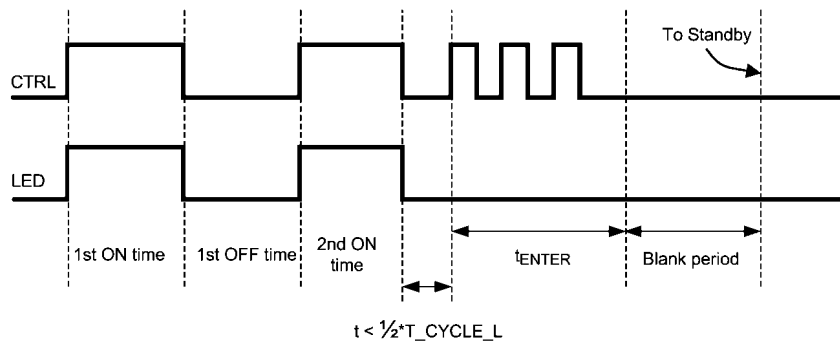 To Standby
CTRL
LED
1st ON time
1st OFF time
2nd ON
time
tENTER
Blank period
t < ½*T_CYCLE_L